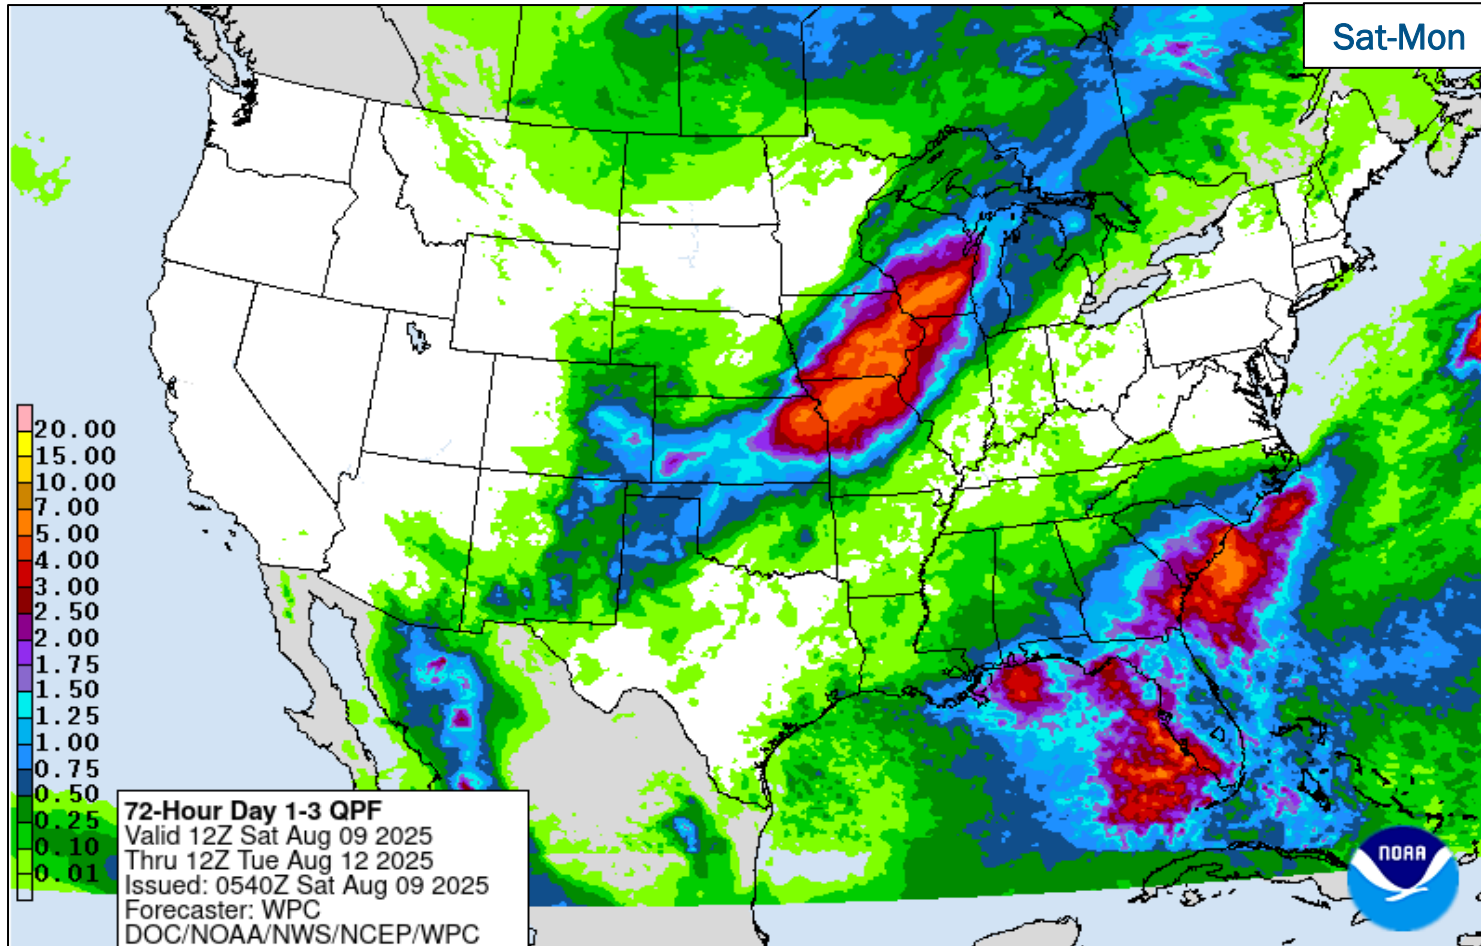 Sat-Mon
20.00
15.00
10.00
7.00
5.00
4.00
3.00
2.50
2.00
1.75
1.50
1.25
1.00
0.75
0.50
0.25
0.10
0.01
72-Hour Day 1-3 QPF
Valid 12Z Sat Aug 09 2025
Thru 12Z Tue Aug 12 2025
Issued: 0540Z Sat Aug 09 2025
Forecaster: WPC
DOC/NOAA/NWS/NCEP/WPC
NOAA